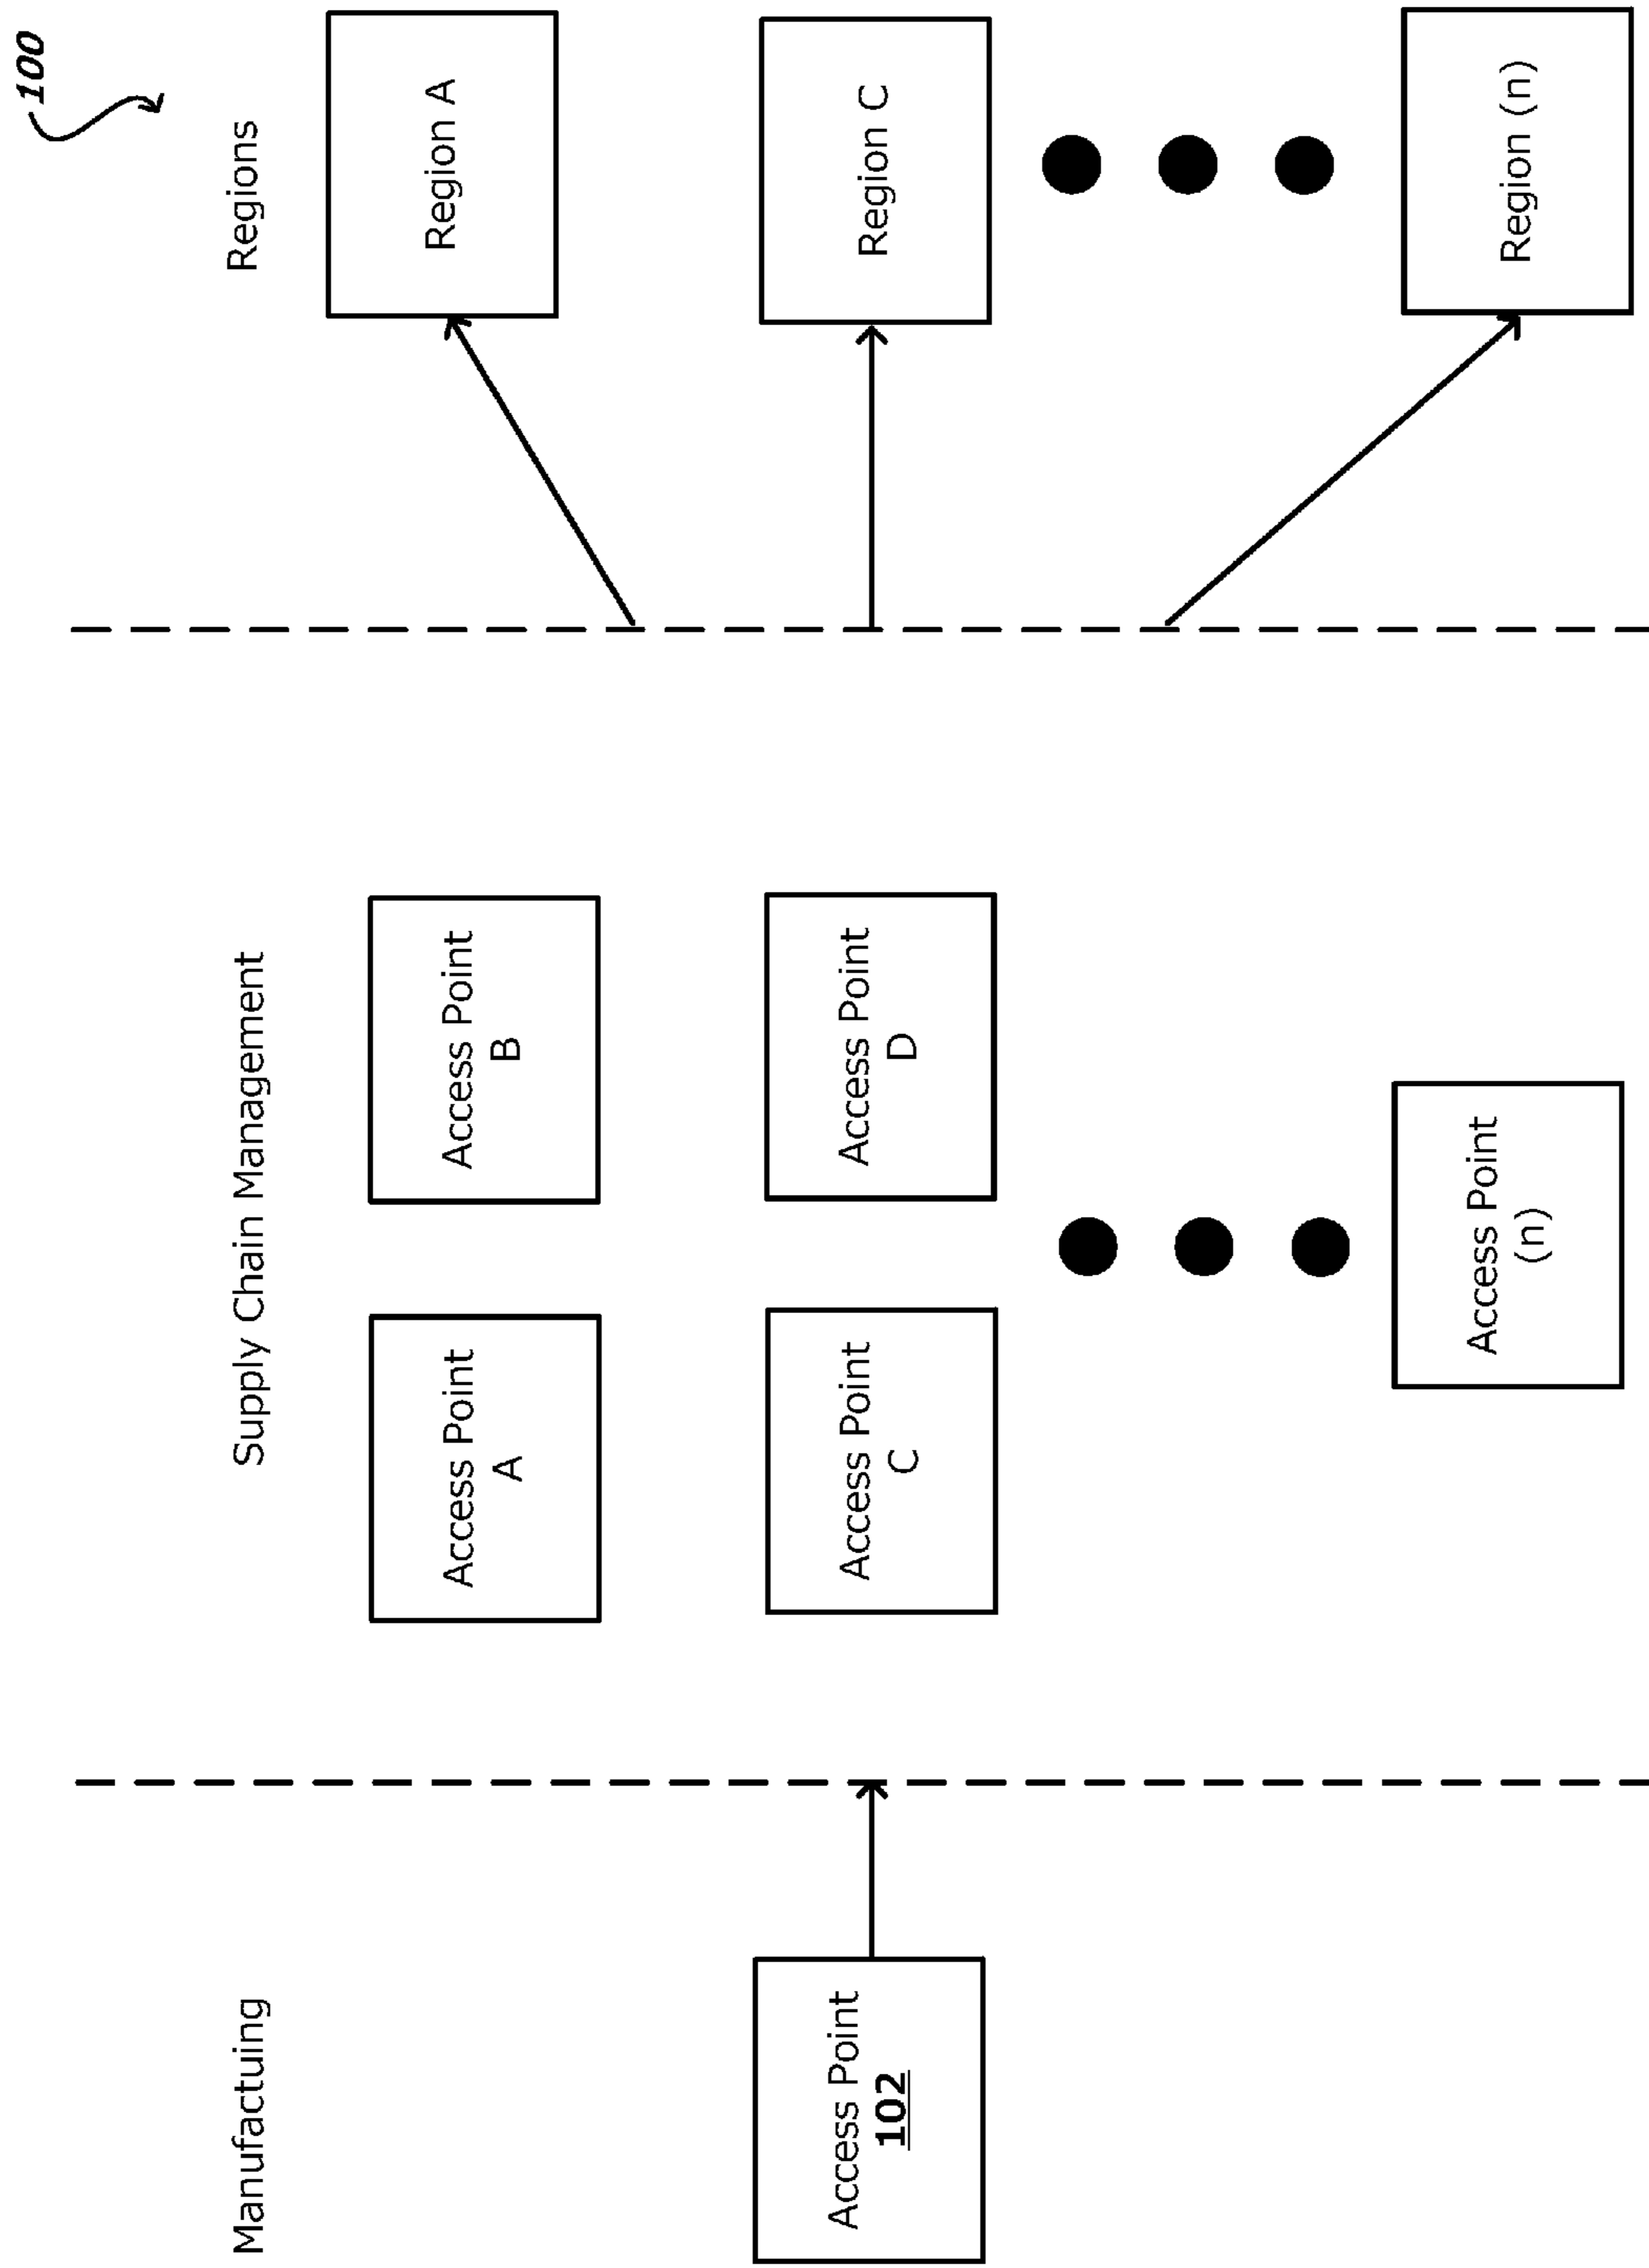 100
Manufactuing
Supply Chain Management
Regions
Access Point
102
Access Point
A
Access Point
B
Access Point
C
Access Point
D
Access Point
(n)
Region A
Region C
Region (n)